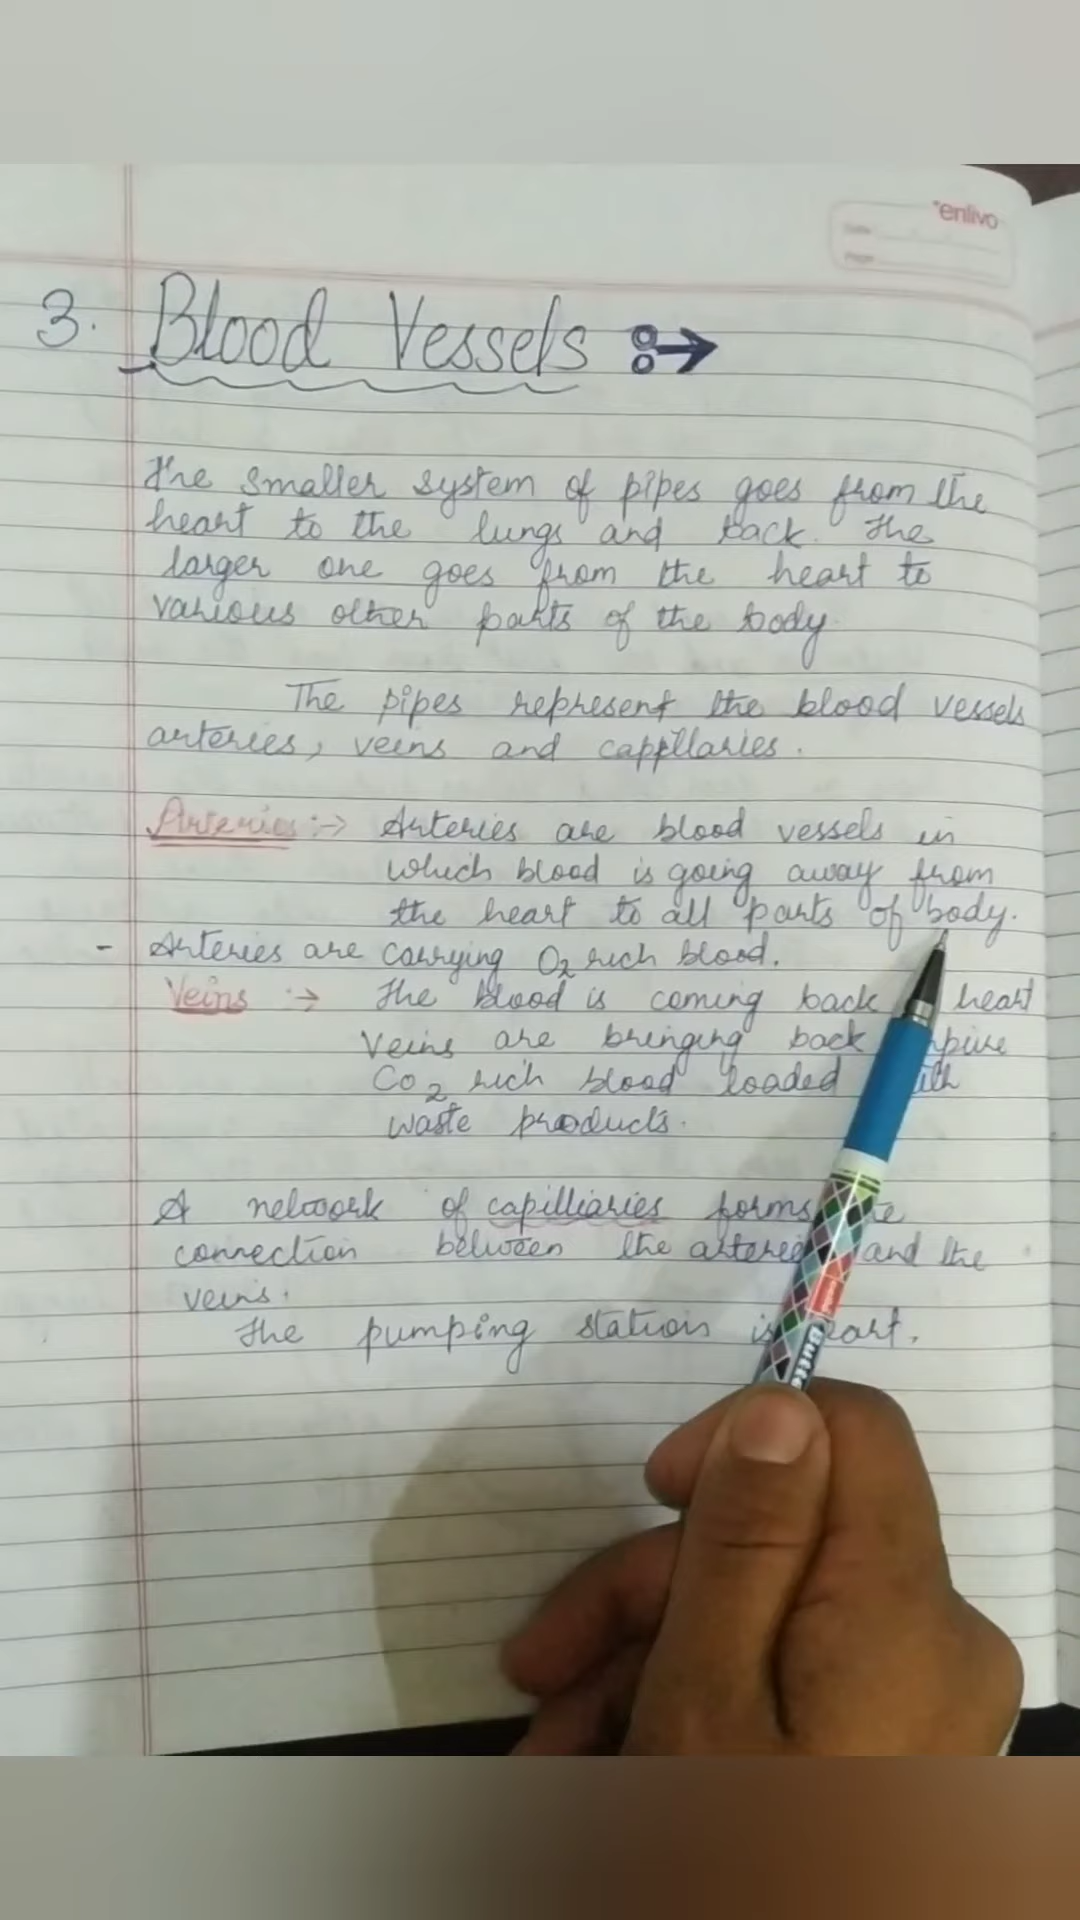 enlivo
Date
Page
3. Blood Vessels
The smaller system of pipes goes from the
heart to the lungs and back. The
larger one goes from the heart to
various other parts of the body.
The pipes represent the blood vessels
arteries, veins and capillaries.
Arteries :-> Arteries are blood vessels in
which blood is going away from
the heart to all parts of body.
- Arteries are carrying O2 rich blood.
Veins :-> The blood is coming back heart
Veins are bringing back
CO2 rich blood loaded
waste products.
A network of capilliaries forms
connection between the and the
veins.
The pumping station is